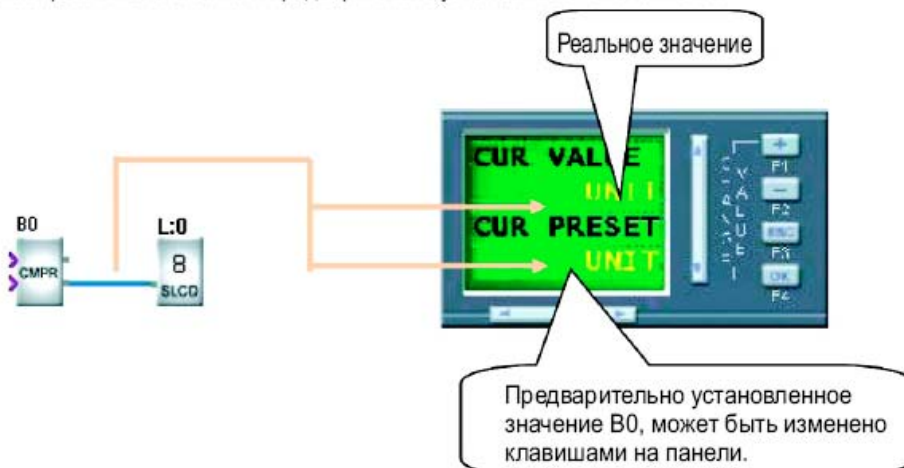 Реальное значение
CUR VALUE
UNIT
CUR PRESET
UNIT
+
F1
−
F2
ESC
F3
OK
F4
B0
CMPR
L:0
8
SLCD
Предварительно установленное
значение B0, может быть изменено
клавишами на панели.